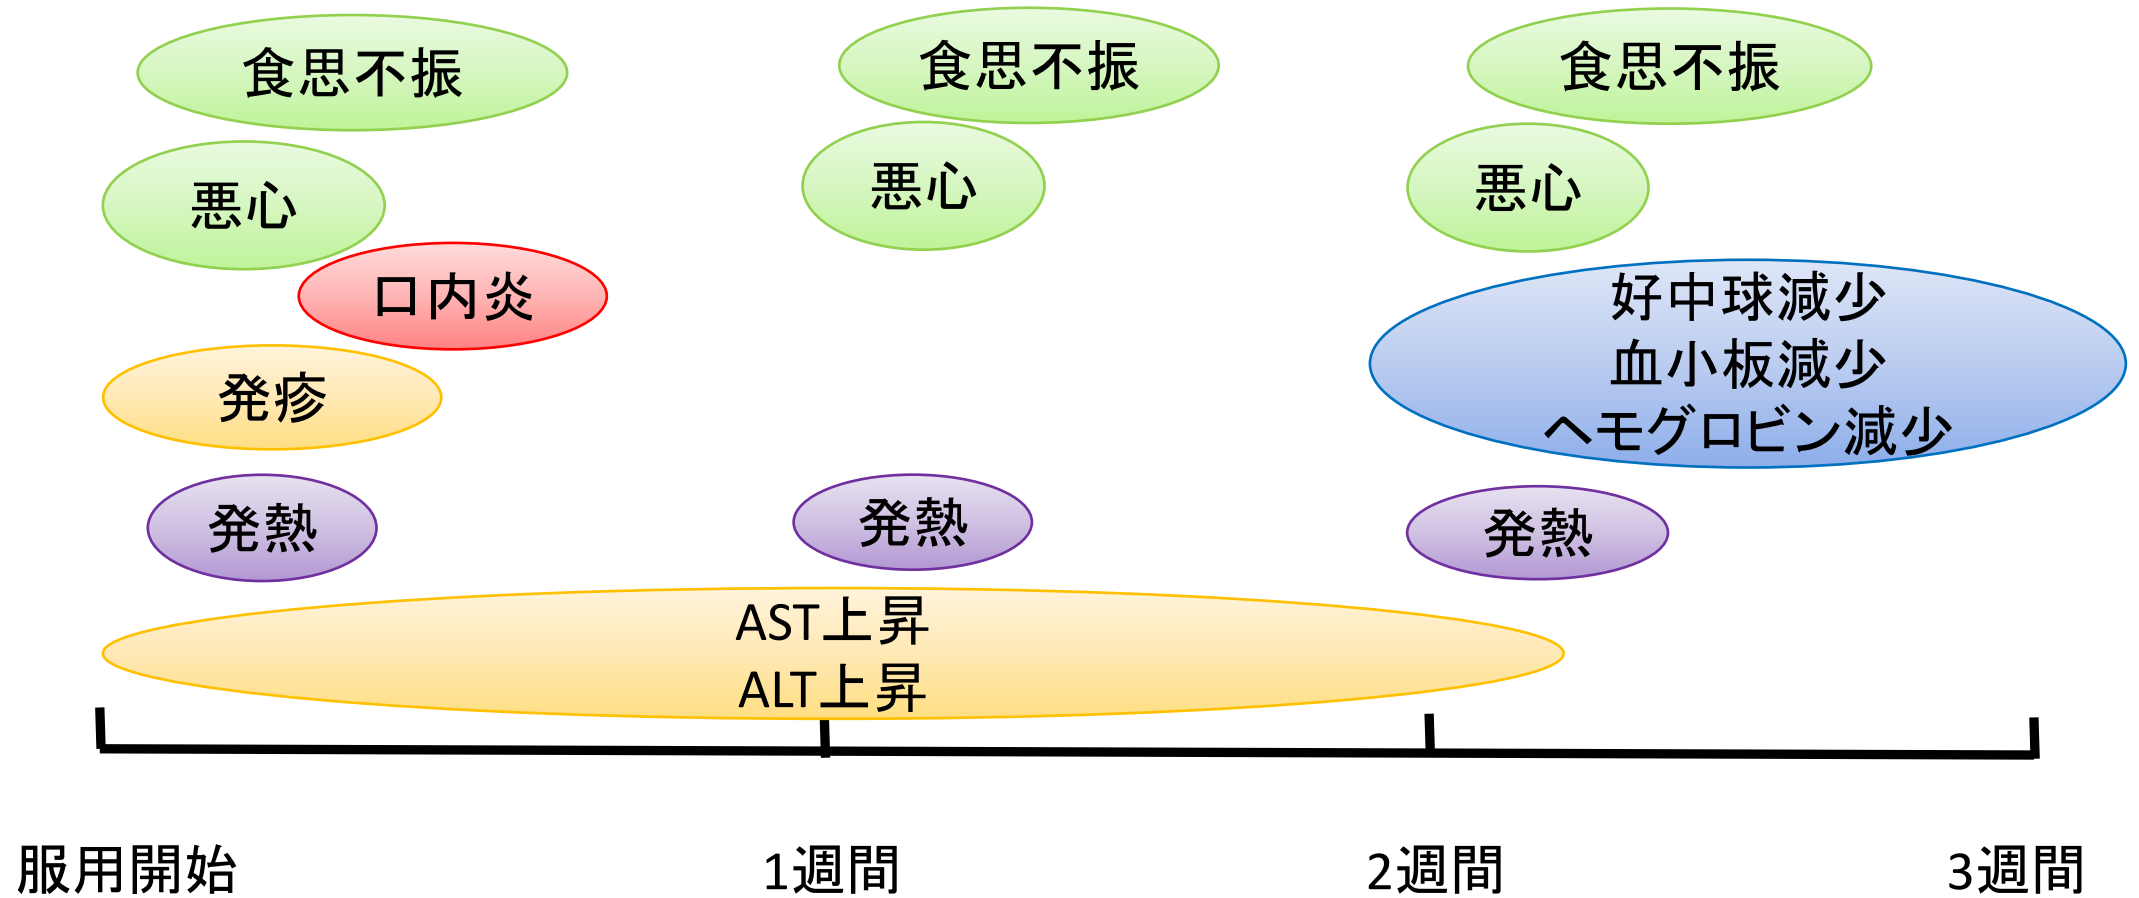 食思不振
食思不振
食思不振
悪心
悪心
悪心
口内炎
好中球減少
血小板減少
ヘモグロビン減少
発疹
発熱
発熱
発熱
AST上昇
ALT上昇
服用開始
1週間
2週間
3週間